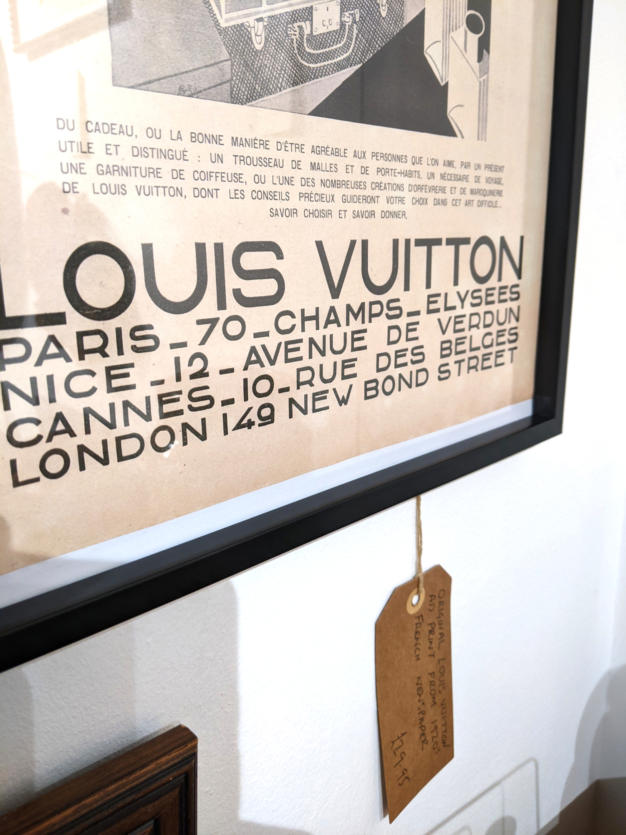 DU CADEAU, OU LA BONNE MANIÈRE D'ÊTRE AGRÉABLE AUX PERSONNES QUE L'ON AIME, PAR UN PRÉSENT
UTILE ET DISTINGUÉ : UN TROUSSEAU DE MALLES ET DE PORTE-HABITS, UN NÉCESSAIRE DE VOYAGE,
UNE GARNITURE DE COIFFEUSE, OU L'UNE DES NOMBREUSES CRÉATIONS D'ORFÈVRERIE ET DE MAROQUINERIE
DE LOUIS VUITTON, DONT LES CONSEILS PRÉCIEUX GUIDERONT VOTRE CHOIX DANS CET ART DIFFICILE...
SAVOIR CHOISIR ET SAVOIR DONNER.
LOUIS VUITTON
PARIS_70_CHAMPS_ELYSEES
NICE_12_AVENUE DE VERDUN
CANNES_10_RUE DES BELGES
LONDON 149 NEW BOND STREET
ORIGINAL LOUIS VUITTON
AD PRINT FROM 1920S
FRENCH NEWSPAPER
£29.95